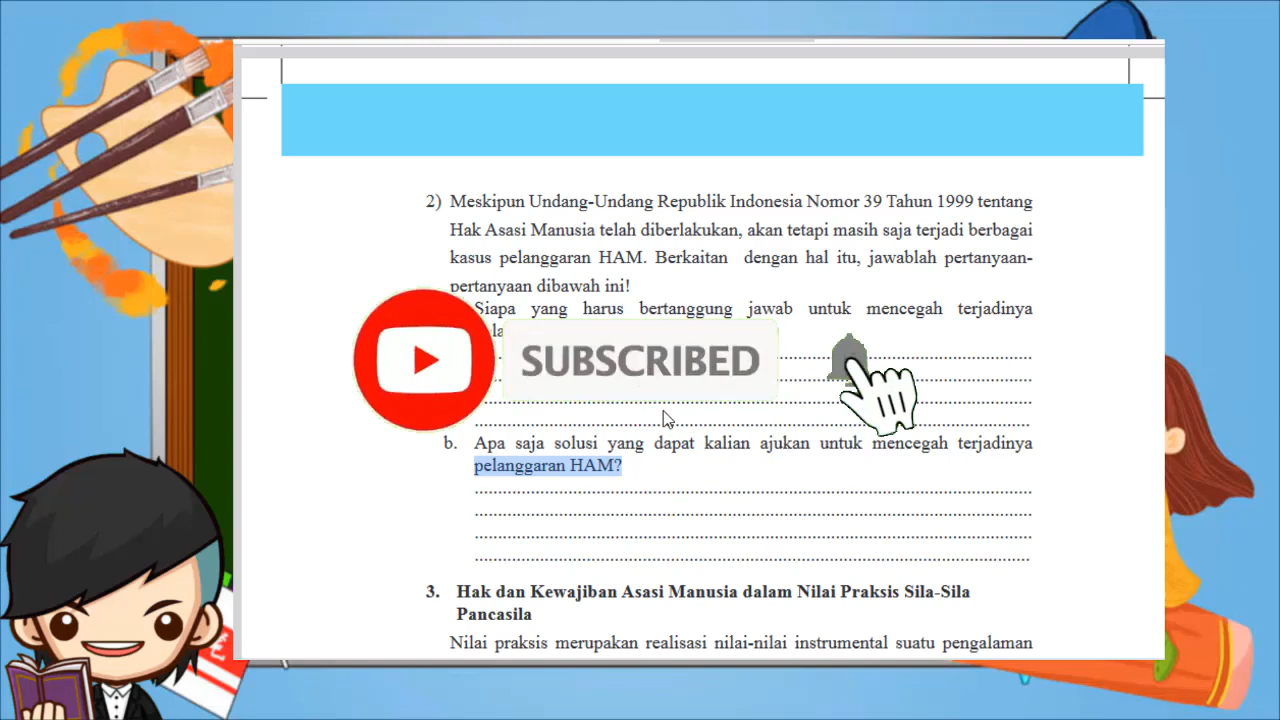 2) Meskipun Undang-Undang Republik Indonesia Nomor 39 Tahun 1999 tentang
Hak Asasi Manusia telah diberlakukan, akan tetapi masih saja terjadi berbagai
kasus pelanggaran HAM. Berkaitan dengan hal itu, jawablah pertanyaan-
pertanyaan dibawah ini!
Siapa yang harus bertanggung jawab untuk mencegah terjadinya
SUBSCRIBED
b. Apa saja solusi yang dapat kalian ajukan untuk mencegah terjadinya
pelanggaran HAM?
3. Hak dan Kewajiban Asasi Manusia dalam Nilai Praksis Sila-Sila
Pancasila
Nilai praksis merupakan realisasi nilai-nilai instrumental suatu pengalaman